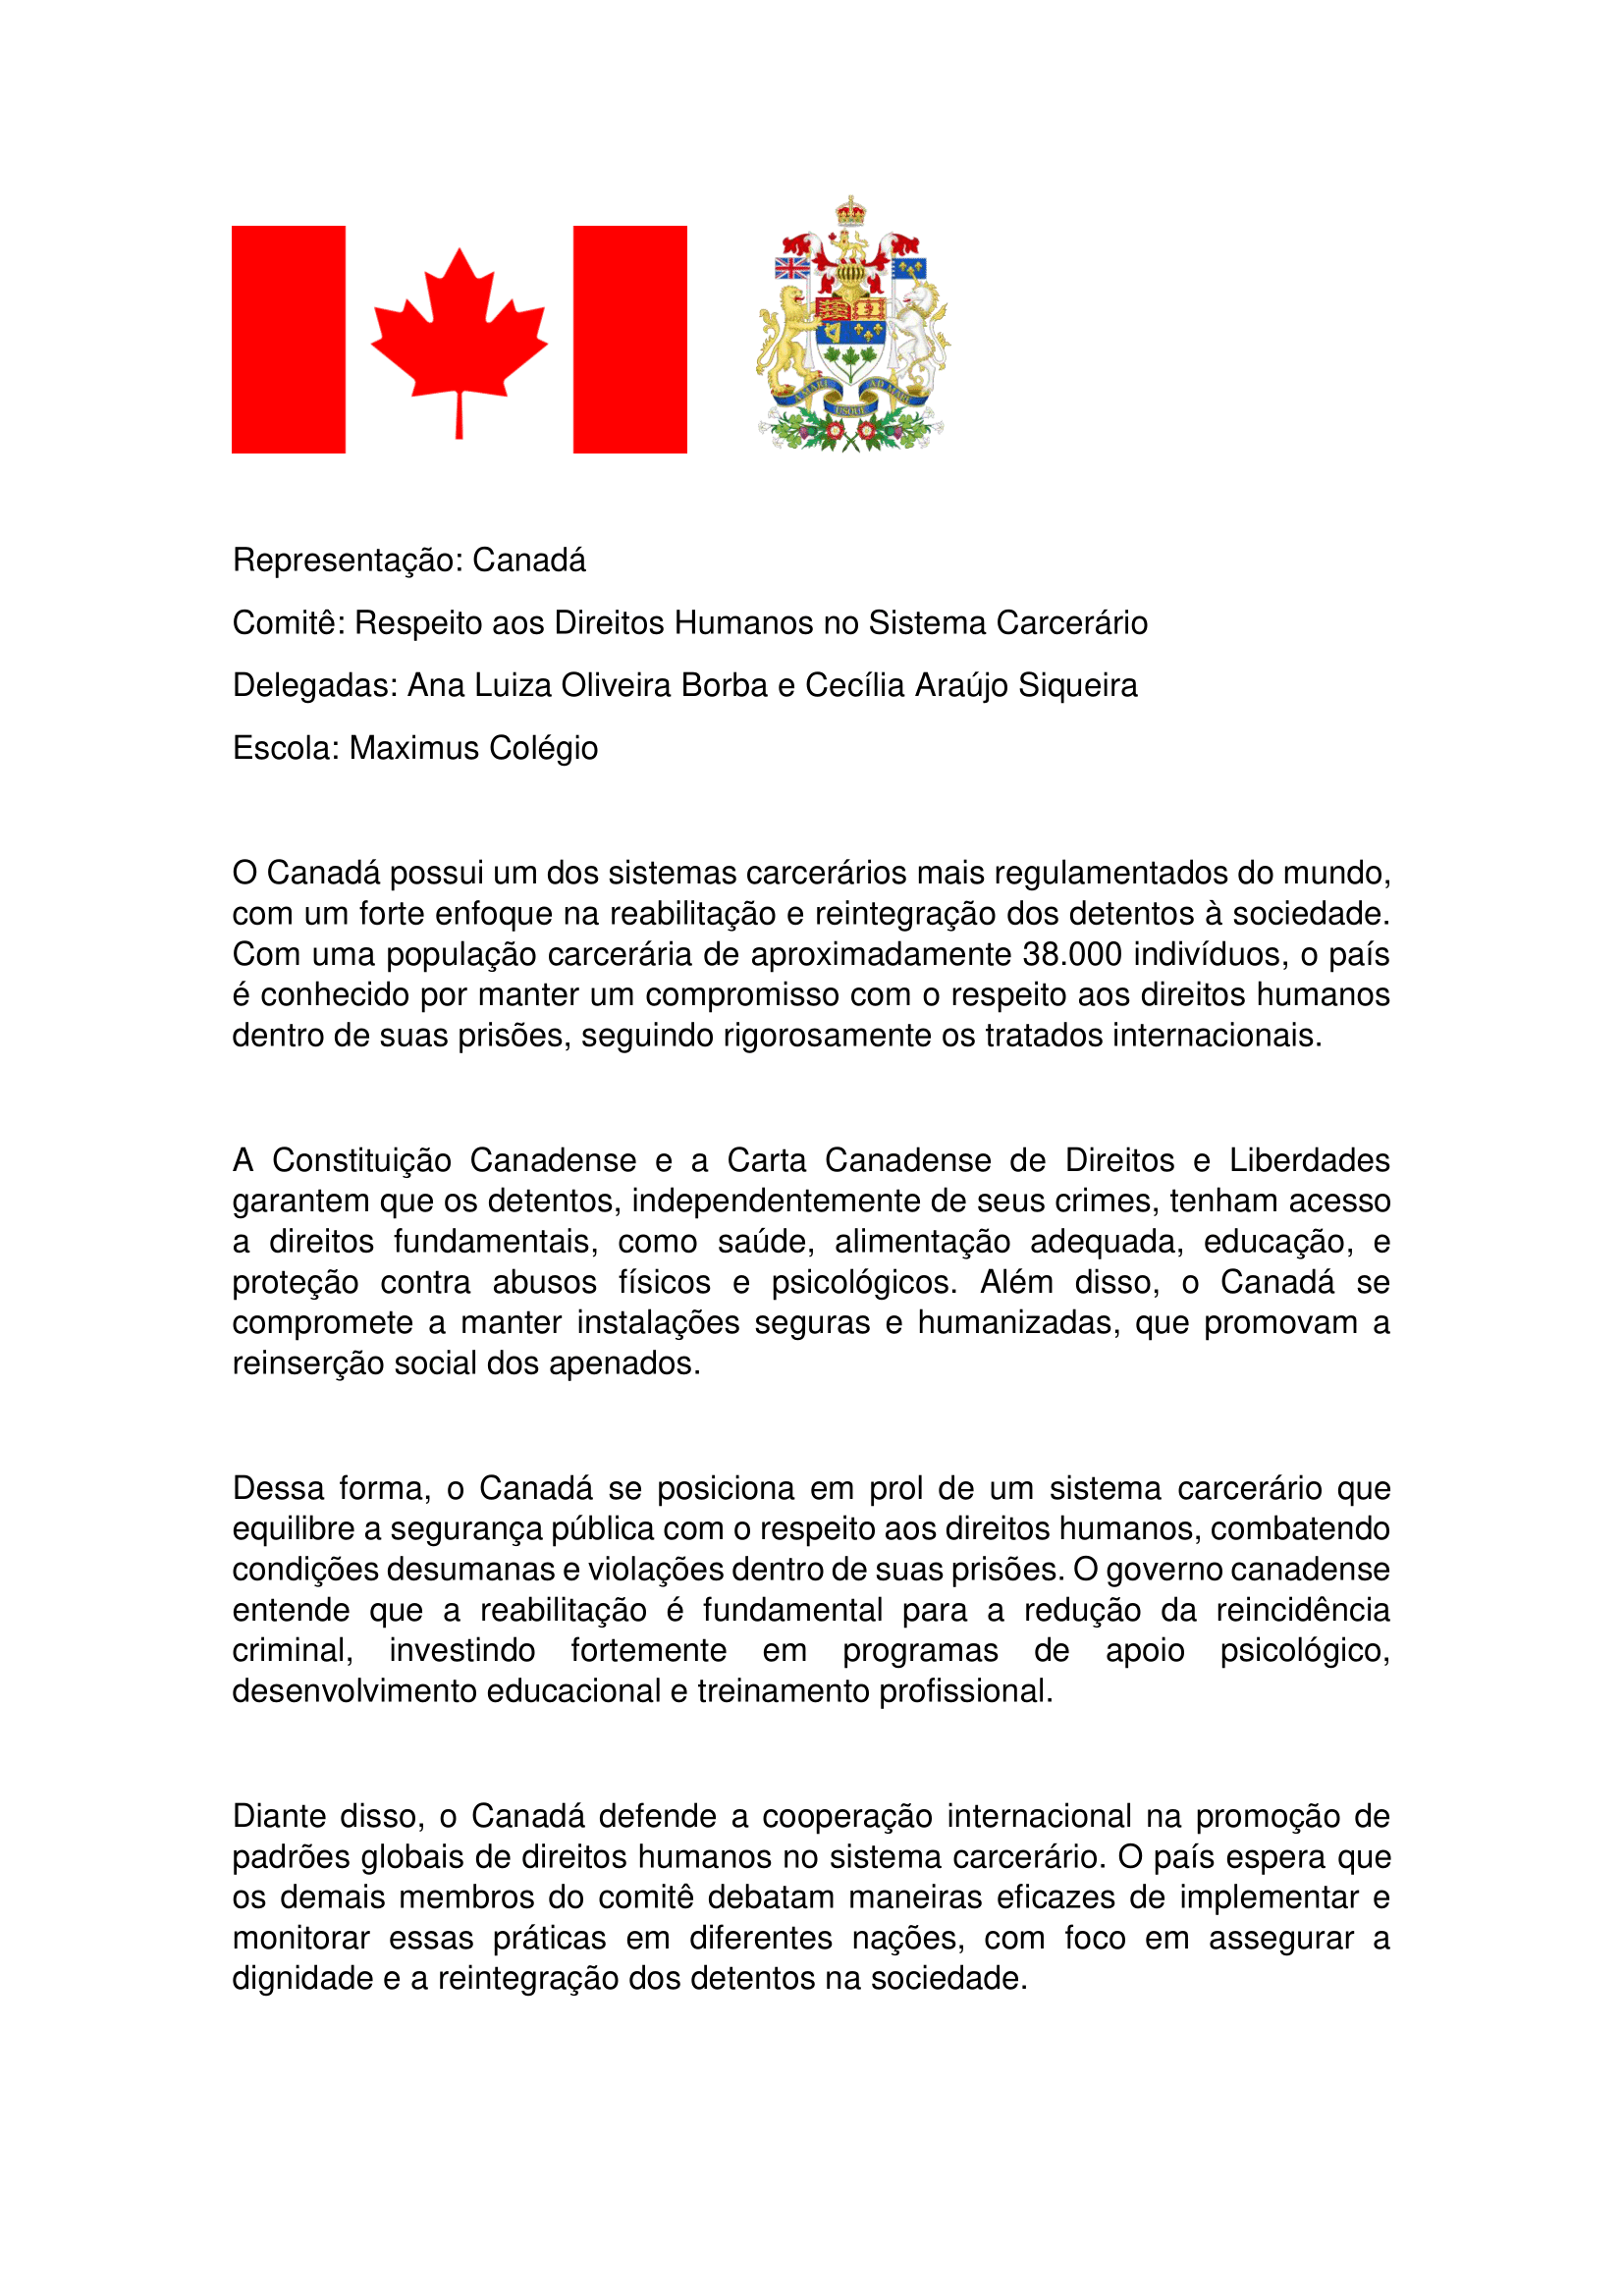 A MARI USQUE AD MARE
Representação: Canadá
Comitê: Respeito aos Direitos Humanos no Sistema Carcerário
Delegadas: Ana Luiza Oliveira Borba e Cecília Araújo Siqueira
Escola: Maximus Colégio
O Canadá possui um dos sistemas carcerários mais regulamentados do mundo,
com um forte enfoque na reabilitação e reintegração dos detentos à sociedade.
Com uma população carcerária de aproximadamente 38.000 indivíduos, o país
é conhecido por manter um compromisso com o respeito aos direitos humanos
dentro de suas prisões, seguindo rigorosamente os tratados internacionais.
A Constituição Canadense e a Carta Canadense de Direitos e Liberdades
garantem que os detentos, independentemente de seus crimes, tenham acesso
a direitos fundamentais, como saúde, alimentação adequada, educação, e
proteção contra abusos físicos e psicológicos. Além disso, o Canadá se
compromete a manter instalações seguras e humanizadas, que promovam a
reinserção social dos apenados.
Dessa forma, o Canadá se posiciona em prol de um sistema carcerário que
equilibre a segurança pública com o respeito aos direitos humanos, combatendo
condições desumanas e violações dentro de suas prisões. O governo canadense
entende que a reabilitação é fundamental para a redução da reincidência
criminal, investindo fortemente em programas de apoio psicológico,
desenvolvimento educacional e treinamento profissional.
Diante disso, o Canadá defende a cooperação internacional na promoção de
padrões globais de direitos humanos no sistema carcerário. O país espera que
os demais membros do comitê debatam maneiras eficazes de implementar e
monitorar essas práticas em diferentes nações, com foco em assegurar a
dignidade e a reintegração dos detentos na sociedade.